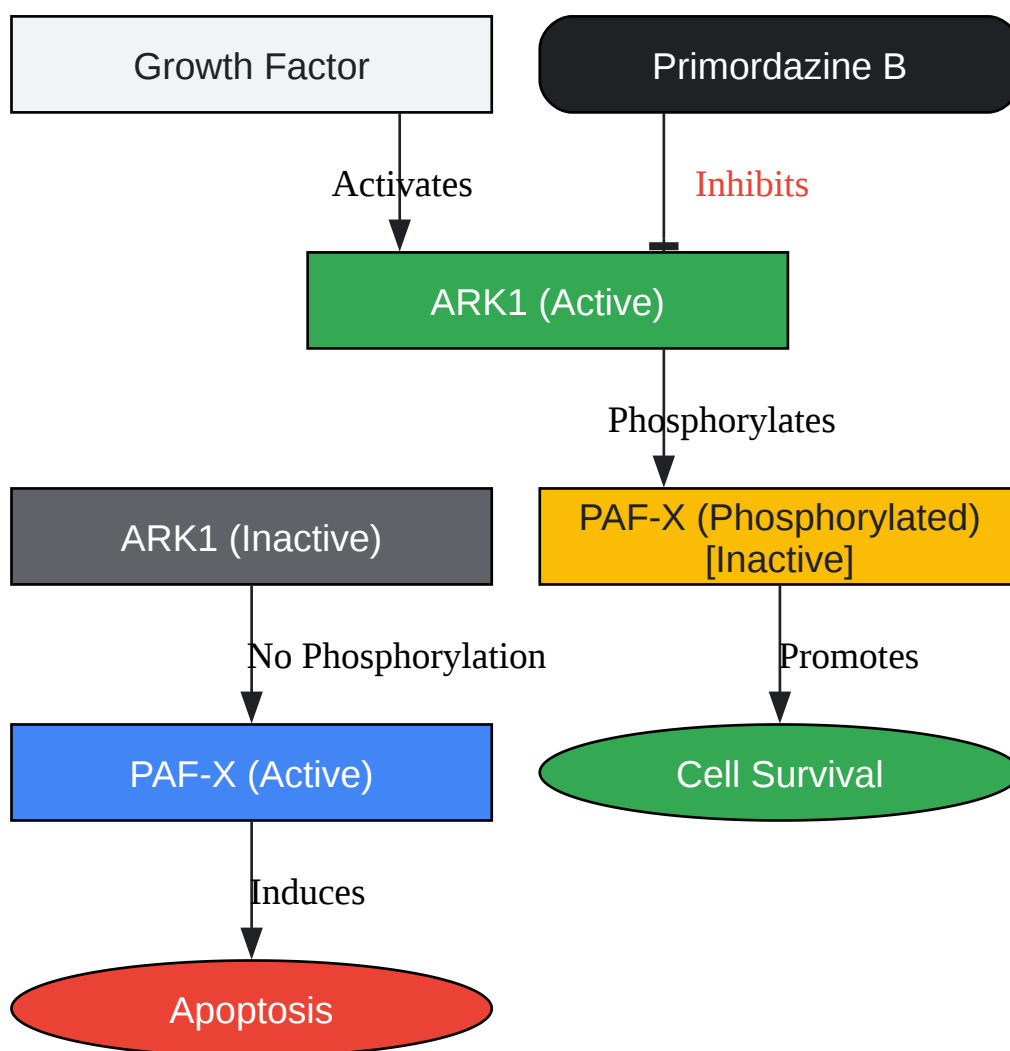 Growth Factor
Primordazine B
Activates
Inhibits
ARK1 (Active)
Phosphorylates
ARK1 (Inactive)
PAF-X (Phosphorylated)
[Inactive]
No Phosphorylation
Promotes
PAF-X (Active)
Cell Survival
Induces
Apoptosis